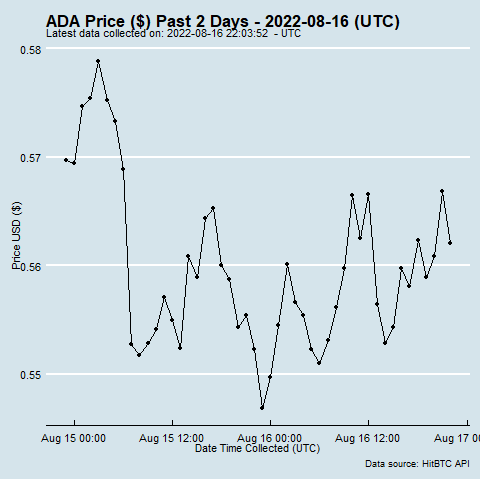 ADA Price ($) Past 2 Days - 2022-08-16 (UTC)
Latest data collected on: 2022-08-16 22:03:52 - UTC
0.58
0.57
0.56
0.55
Price USD ($)
Aug 15 00:00 Aug 15 12:00 Aug 16 00:00 Aug 16 12:00 Aug 17 00
Date Time Collected (UTC)
Data source: HitBTC API